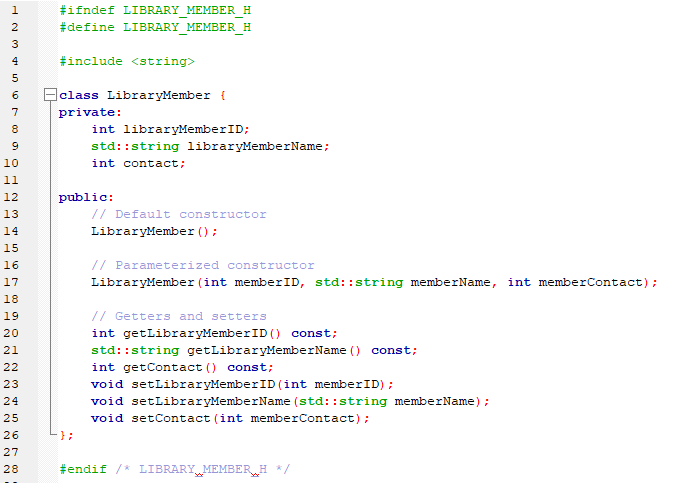 1 #ifndef LIBRARY_MEMBER_H
2 #define LIBRARY_MEMBER_H
3
4 #include <string>
5
6 class LibraryMember {
7 private:
8 int libraryMemberID;
9 std::string libraryMemberName;
10 int contact;
11
12 public:
13 // Default constructor
14 LibraryMember();
15
16 // Parameterized constructor
17 LibraryMember(int memberID, std::string memberName, int memberContact);
18
19 // Getters and setters
20 int getLibraryMemberID() const;
21 std::string getLibraryMemberName() const;
22 int getContact() const;
23 void setLibraryMemberID(int memberID);
24 void setLibraryMemberName(std::string memberName);
25 void setContact(int memberContact);
26 };
27
28 #endif /* LIBRARY_MEMBER_H */